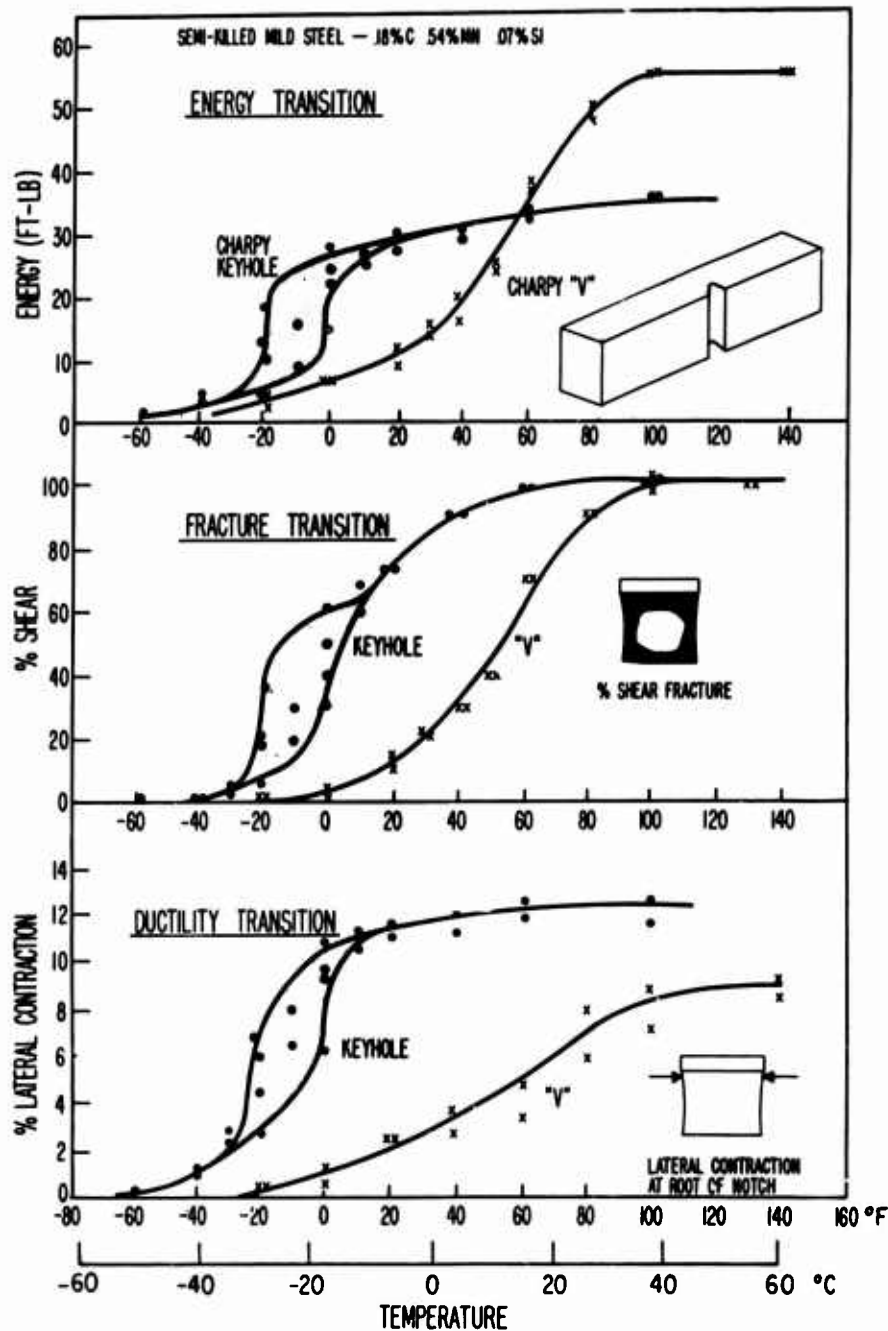 SEMI-KILLED MILD STEEL — .18%C .54%MN .07%SI
ENERGY TRANSITION
ENERGY (FT-LB)
60
50
40
30
20
10
0
CHARPY
KEYHOLE
CHARPY "V"
-60 -40 -20 0 20 40 60 80 100 120 140
FRACTURE TRANSITION
% SHEAR
100
80
60
40
20
0
KEYHOLE
"V"
% SHEAR FRACTURE
-60 -40 -20 0 20 40 60 80 100 120 140
DUCTILITY TRANSITION
% LATERAL CONTRACTION
14
12
10
8
6
4
2
0
KEYHOLE
"V"
LATERAL CONTRACTION
AT ROOT OF NOTCH
-80 -60 -40 -20 0 20 40 60 80 100 120 140 160 °F
-60 -40 -20 0 20 40 60 °C
TEMPERATURE